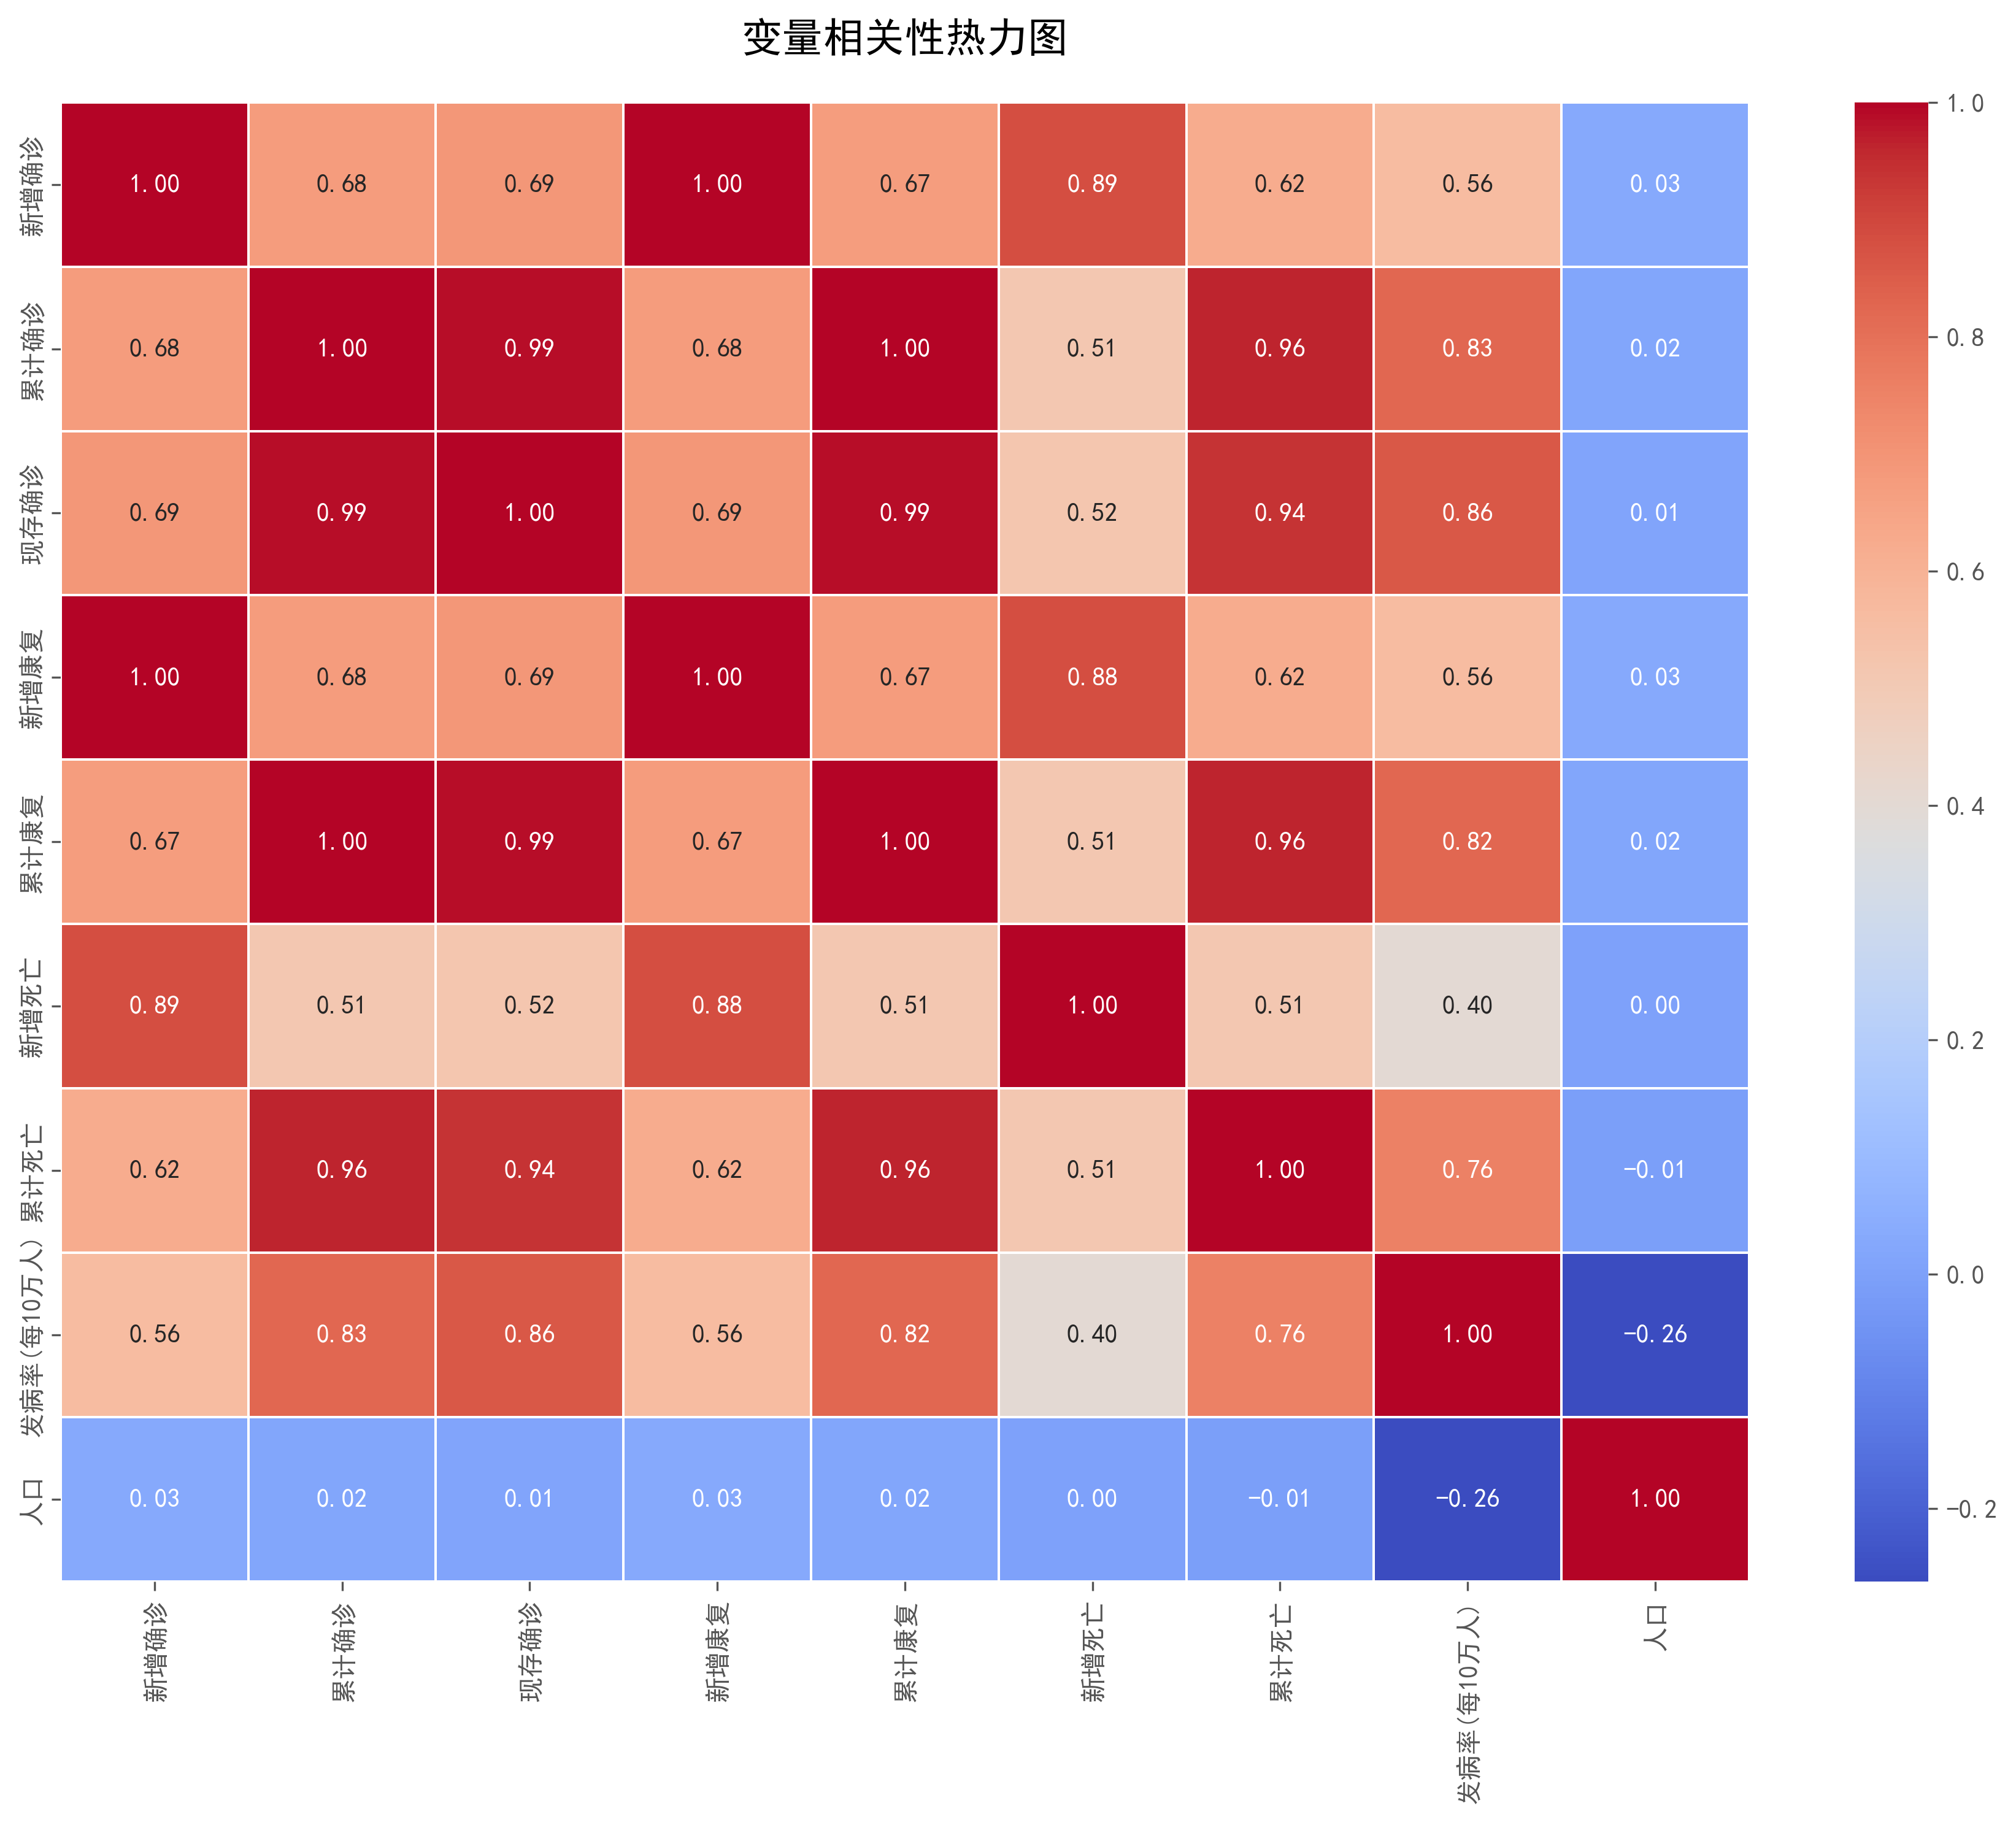 变量相关性热力图
新增确诊 1.00 0.68 0.69 1.00 0.67 0.89 0.62 0.56 0.03
累计确诊 0.68 1.00 0.99 0.68 1.00 0.51 0.96 0.83 0.02
现存确诊 0.69 0.99 1.00 0.69 0.99 0.52 0.94 0.86 0.01
新增康复 1.00 0.68 0.69 1.00 0.67 0.88 0.62 0.56 0.03
累计康复 0.67 1.00 0.99 0.67 1.00 0.51 0.96 0.82 0.02
新增死亡 0.89 0.51 0.52 0.88 0.51 1.00 0.51 0.40 0.00
累计死亡 0.62 0.96 0.94 0.62 0.96 0.51 1.00 0.76 −0.01
发病率(每10万人) 0.56 0.83 0.86 0.56 0.82 0.40 0.76 1.00 −0.26
人口 0.03 0.02 0.01 0.03 0.02 0.00 −0.01 −0.26 1.00
新增确诊
累计确诊
现存确诊
新增康复
累计康复
新增死亡
累计死亡
发病率(每10万人)
人口
1.0
0.8
0.6
0.4
0.2
0.0
−0.2